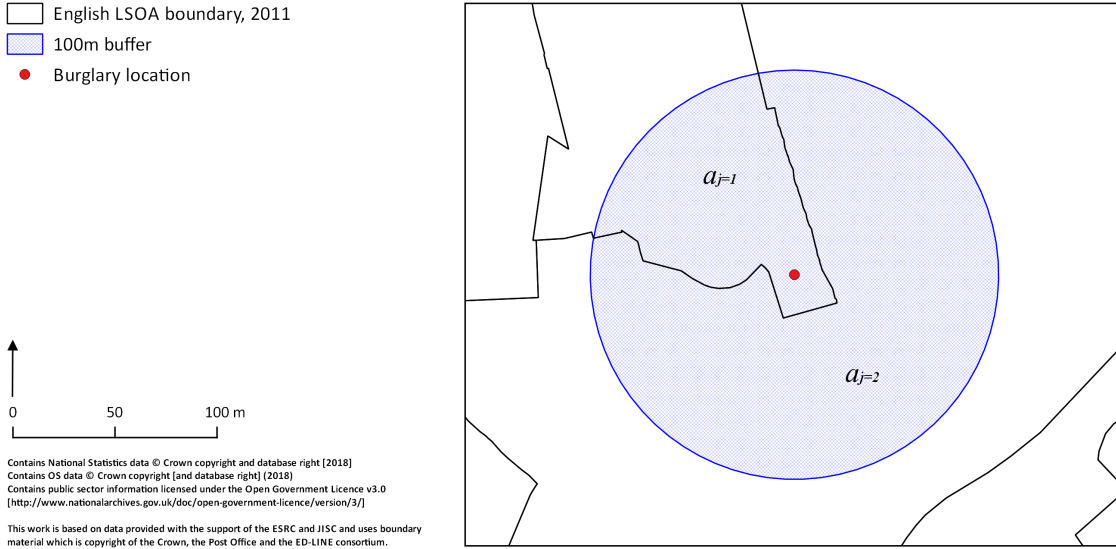 English LSOA boundary, 2011
100m buffer
Burglary location
aj=1
aj=2
0 50 100 m
Contains National Statistics data © Crown copyright and database right [2018]
Contains OS data © Crown copyright [and database right] (2018)
Contains public sector information licensed under the Open Government Licence v3.0
[http://www.nationalarchives.gov.uk/doc/open-government-licence/version/3/]
This work is based on data provided with the support of the ESRC and JISC and uses boundary
material which is copyright of the Crown, the Post Office and the ED-LINE consortium.